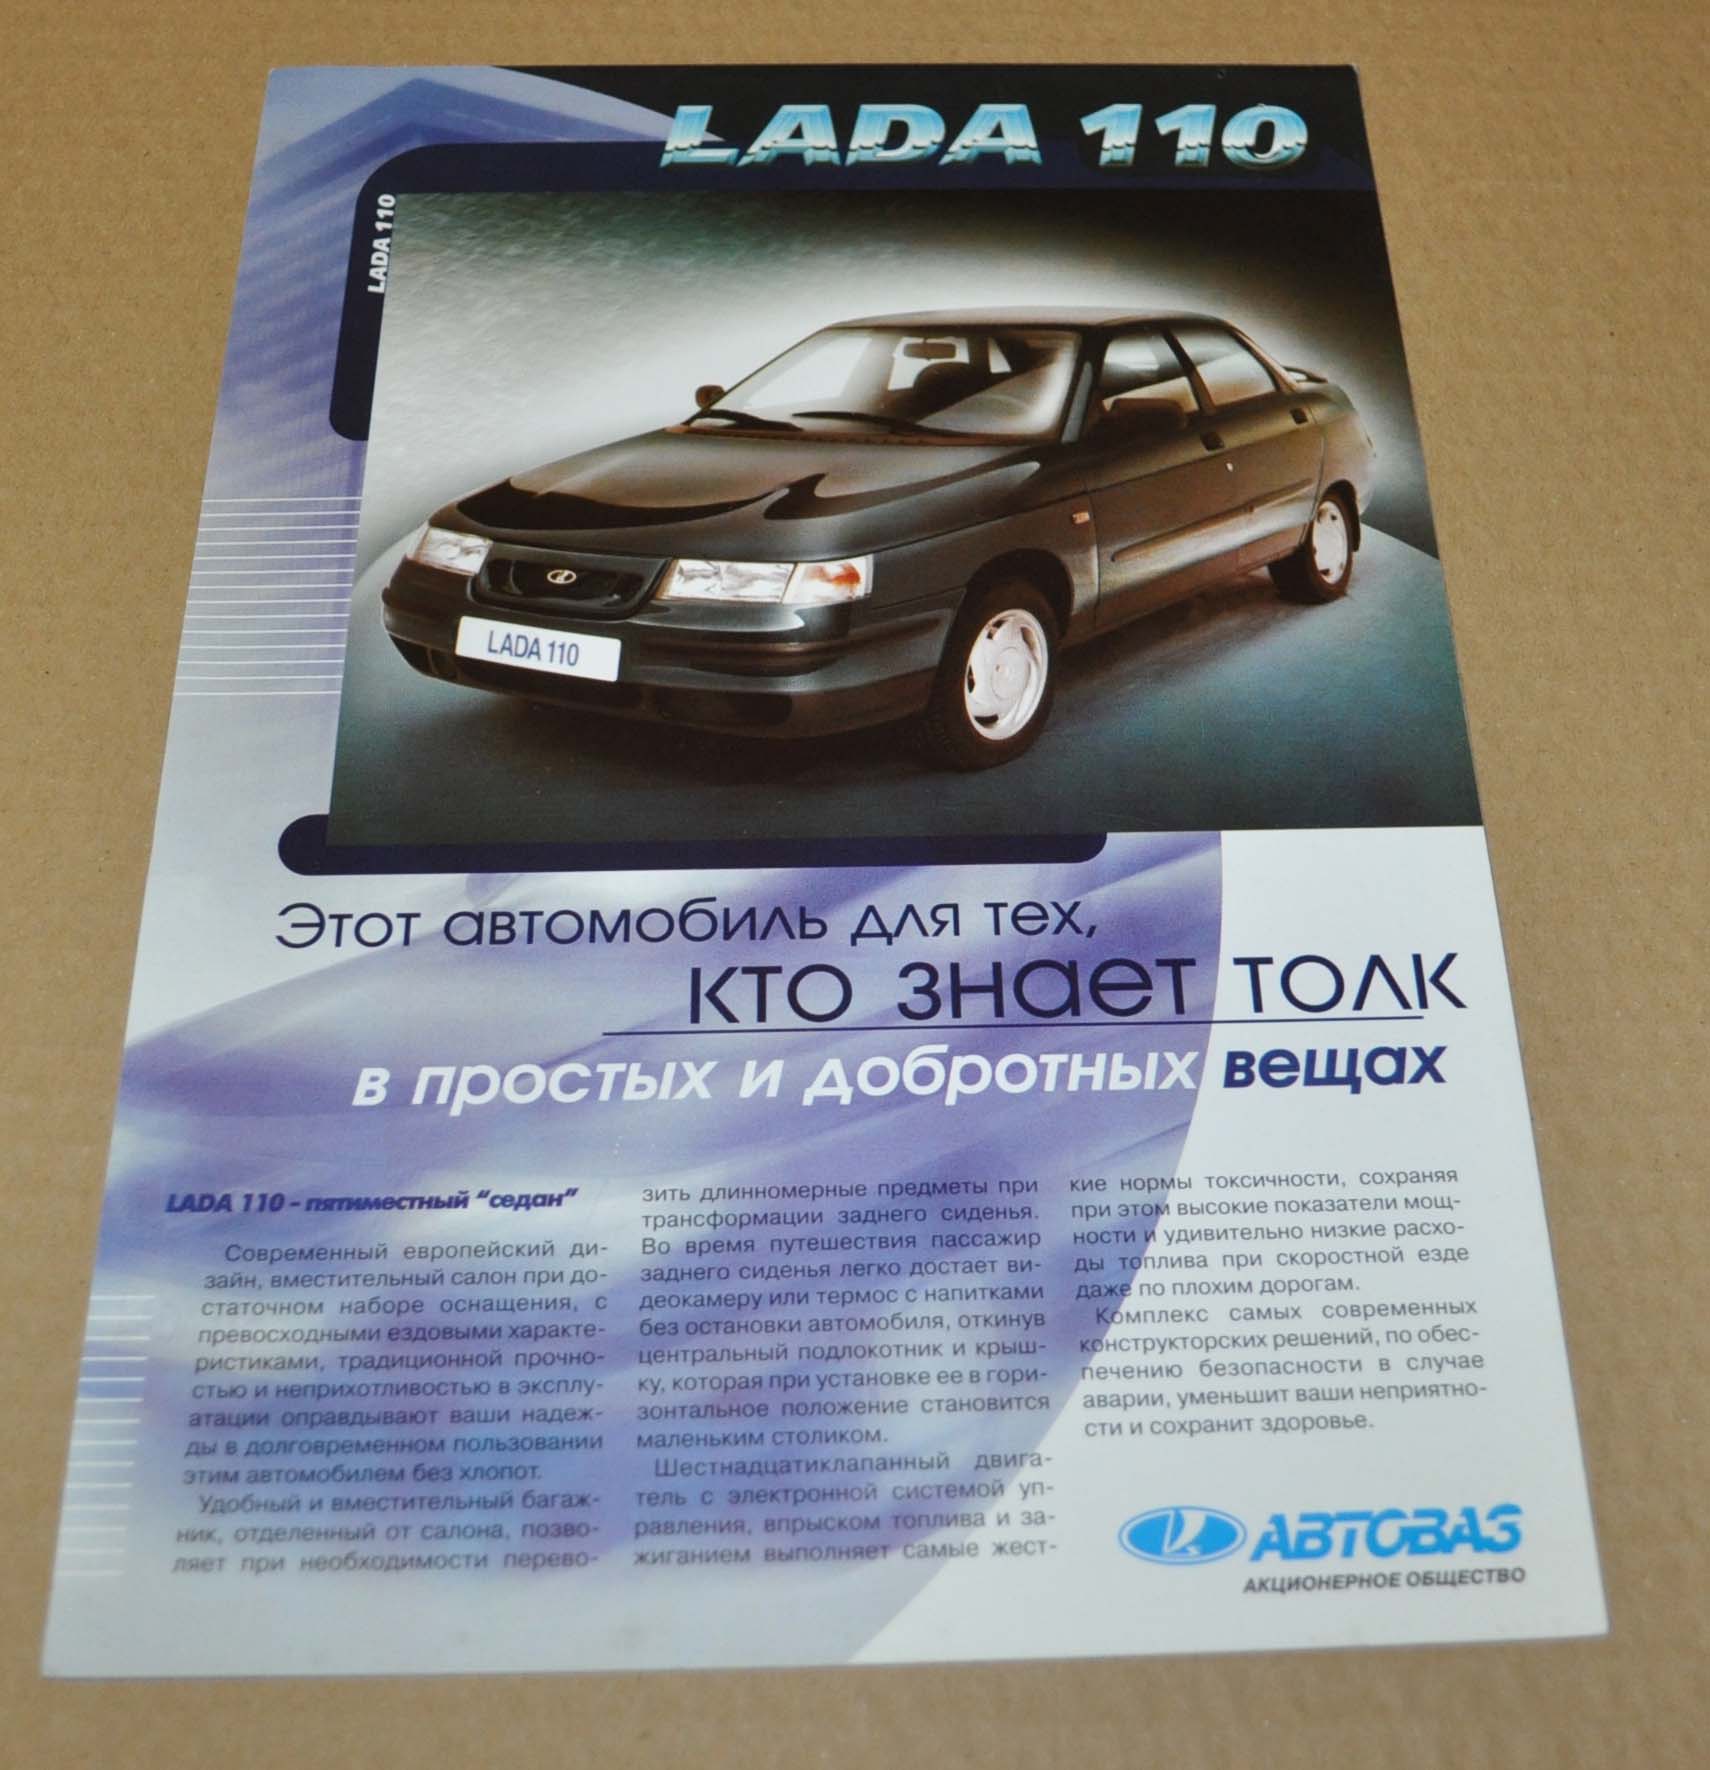 LADA 110
LADA 110
LADA 110
Этот автомобиль для тех,
кто знает толк
в простых и добротных вещах
LADA 110 - пятиместный "седан"
Современный европейский ди-
зайн, вместительный салон при до-
статочном наборе оснащения, с
превосходными ездовыми характе-
ристиками, традиционной прочно-
стью и неприхотливостью в эксплу-
атации оправдывают ваши надеж-
ды в долговременном пользовании
этим автомобилем без хлопот.
Удобный и вместительный багаж-
ник, отделенный от салона, позво-
ляет при необходимости перево-
зить длинномерные предметы при
трансформации заднего сиденья.
Во время путешествия пассажир
заднего сиденья легко достает ви-
деокамеру или термос с напитками
без остановки автомобиля, откинув
центральный подлокотник и крыш-
ку, которая при установке ее в гори-
зонтальное положение становится
маленьким столиком.
Шестнадцатиклапанный двига-
тель с электронной системой уп-
равления, впрыском топлива и за-
жиганием выполняет самые жест-
кие нормы токсичности, сохраняя
при этом высокие показатели мощ-
ности и удивительно низкие расхо-
ды топлива при скоростной езде
даже по плохим дорогам.
Комплекс самых современных
конструкторских решений, по обес-
печению безопасности в случае
аварии, уменьшит ваши неприятно-
сти и сохранит здоровье.
АВТОВАЗ
АКЦИОНЕРНОЕ ОБЩЕСТВО